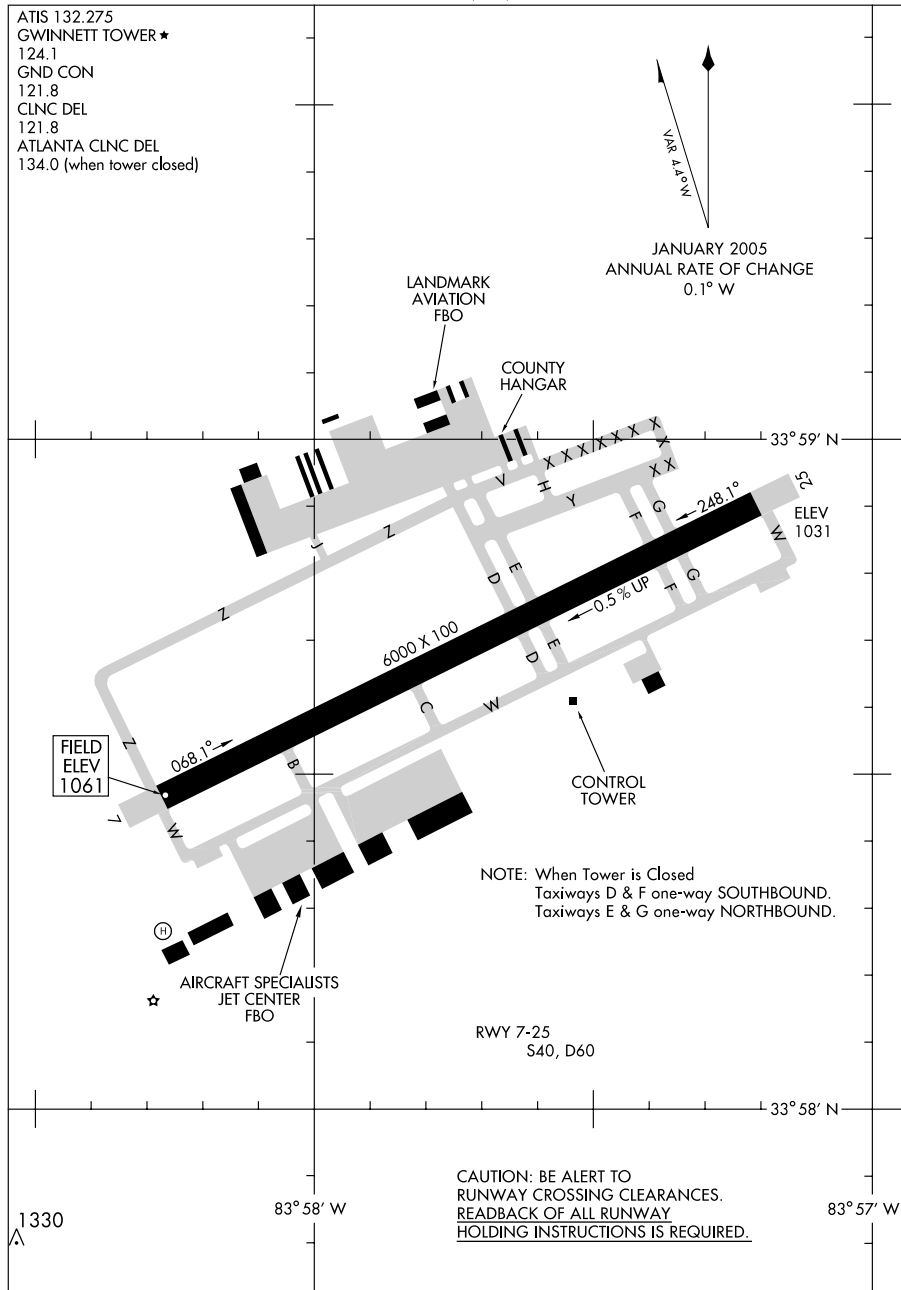 ATIS 132.275
GWINNETT TOWER★
124.1
GND CON
121.8
CLNC DEL
121.8
ATLANTA CLNC DEL
134.0 (when tower closed)
VAR 4.4° W
JANUARY 2005
ANNUAL RATE OF CHANGE
0.1° W
LANDMARK
AVIATION
FBO
COUNTY
HANGAR
33°59' N
X X X X X X X
X
X X
V
H
Y
25
ELEV
1031
248.1°
G
F
W
Z
J
E
D
G
F
0.5% UP
Z
6000 X 100
E
D
C
W
Z
068.1°
B
FIELD
ELEV
1061
7
W
CONTROL
TOWER
NOTE: When Tower is Closed
Taxiways D & F one-way SOUTHBOUND.
Taxiways E & G one-way NORTHBOUND.
H
AIRCRAFT SPECIALISTS
JET CENTER
FBO
RWY 7-25
S40, D60
33°58' N
CAUTION: BE ALERT TO
RUNWAY CROSSING CLEARANCES.
READBACK OF ALL RUNWAY
HOLDING INSTRUCTIONS IS REQUIRED.
1330
83°58' W
83°57' W